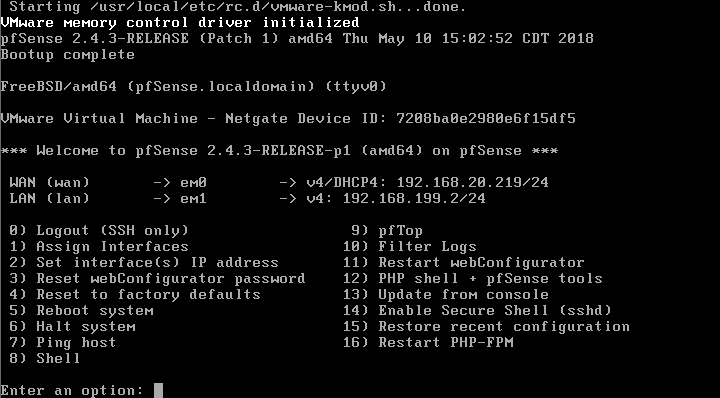 Starting /usr/local/etc/rc.d/vmware-kmod.sh...done.
VMware memory control driver initialized
pfSense 2.4.3-RELEASE (Patch 1) amd64 Thu May 10 15:02:52 CDT 2018
Bootup complete
FreeBSD/amd64 (pfSense.localdomain) (ttyv0)
VMware Virtual Machine - Netgate Device ID: 7208ba0e2980e6f15df5
*** Welcome to pfSense 2.4.3-RELEASE-p1 (amd64) on pfSense ***
WAN (wan) -> em0 -> v4/DHCP4: 192.168.20.219/24
LAN (lan) -> em1 -> v4: 192.168.199.2/24
0) Logout (SSH only) 9) pfTop
1) Assign Interfaces 10) Filter Logs
2) Set interface(s) IP address 11) Restart webConfigurator
3) Reset webConfigurator password 12) PHP shell + pfSense tools
4) Reset to factory defaults 13) Update from console
5) Reboot system 14) Enable Secure Shell (sshd)
6) Halt system 15) Restore recent configuration
7) Ping host 16) Restart PHP-FPM
8) Shell
Enter an option: